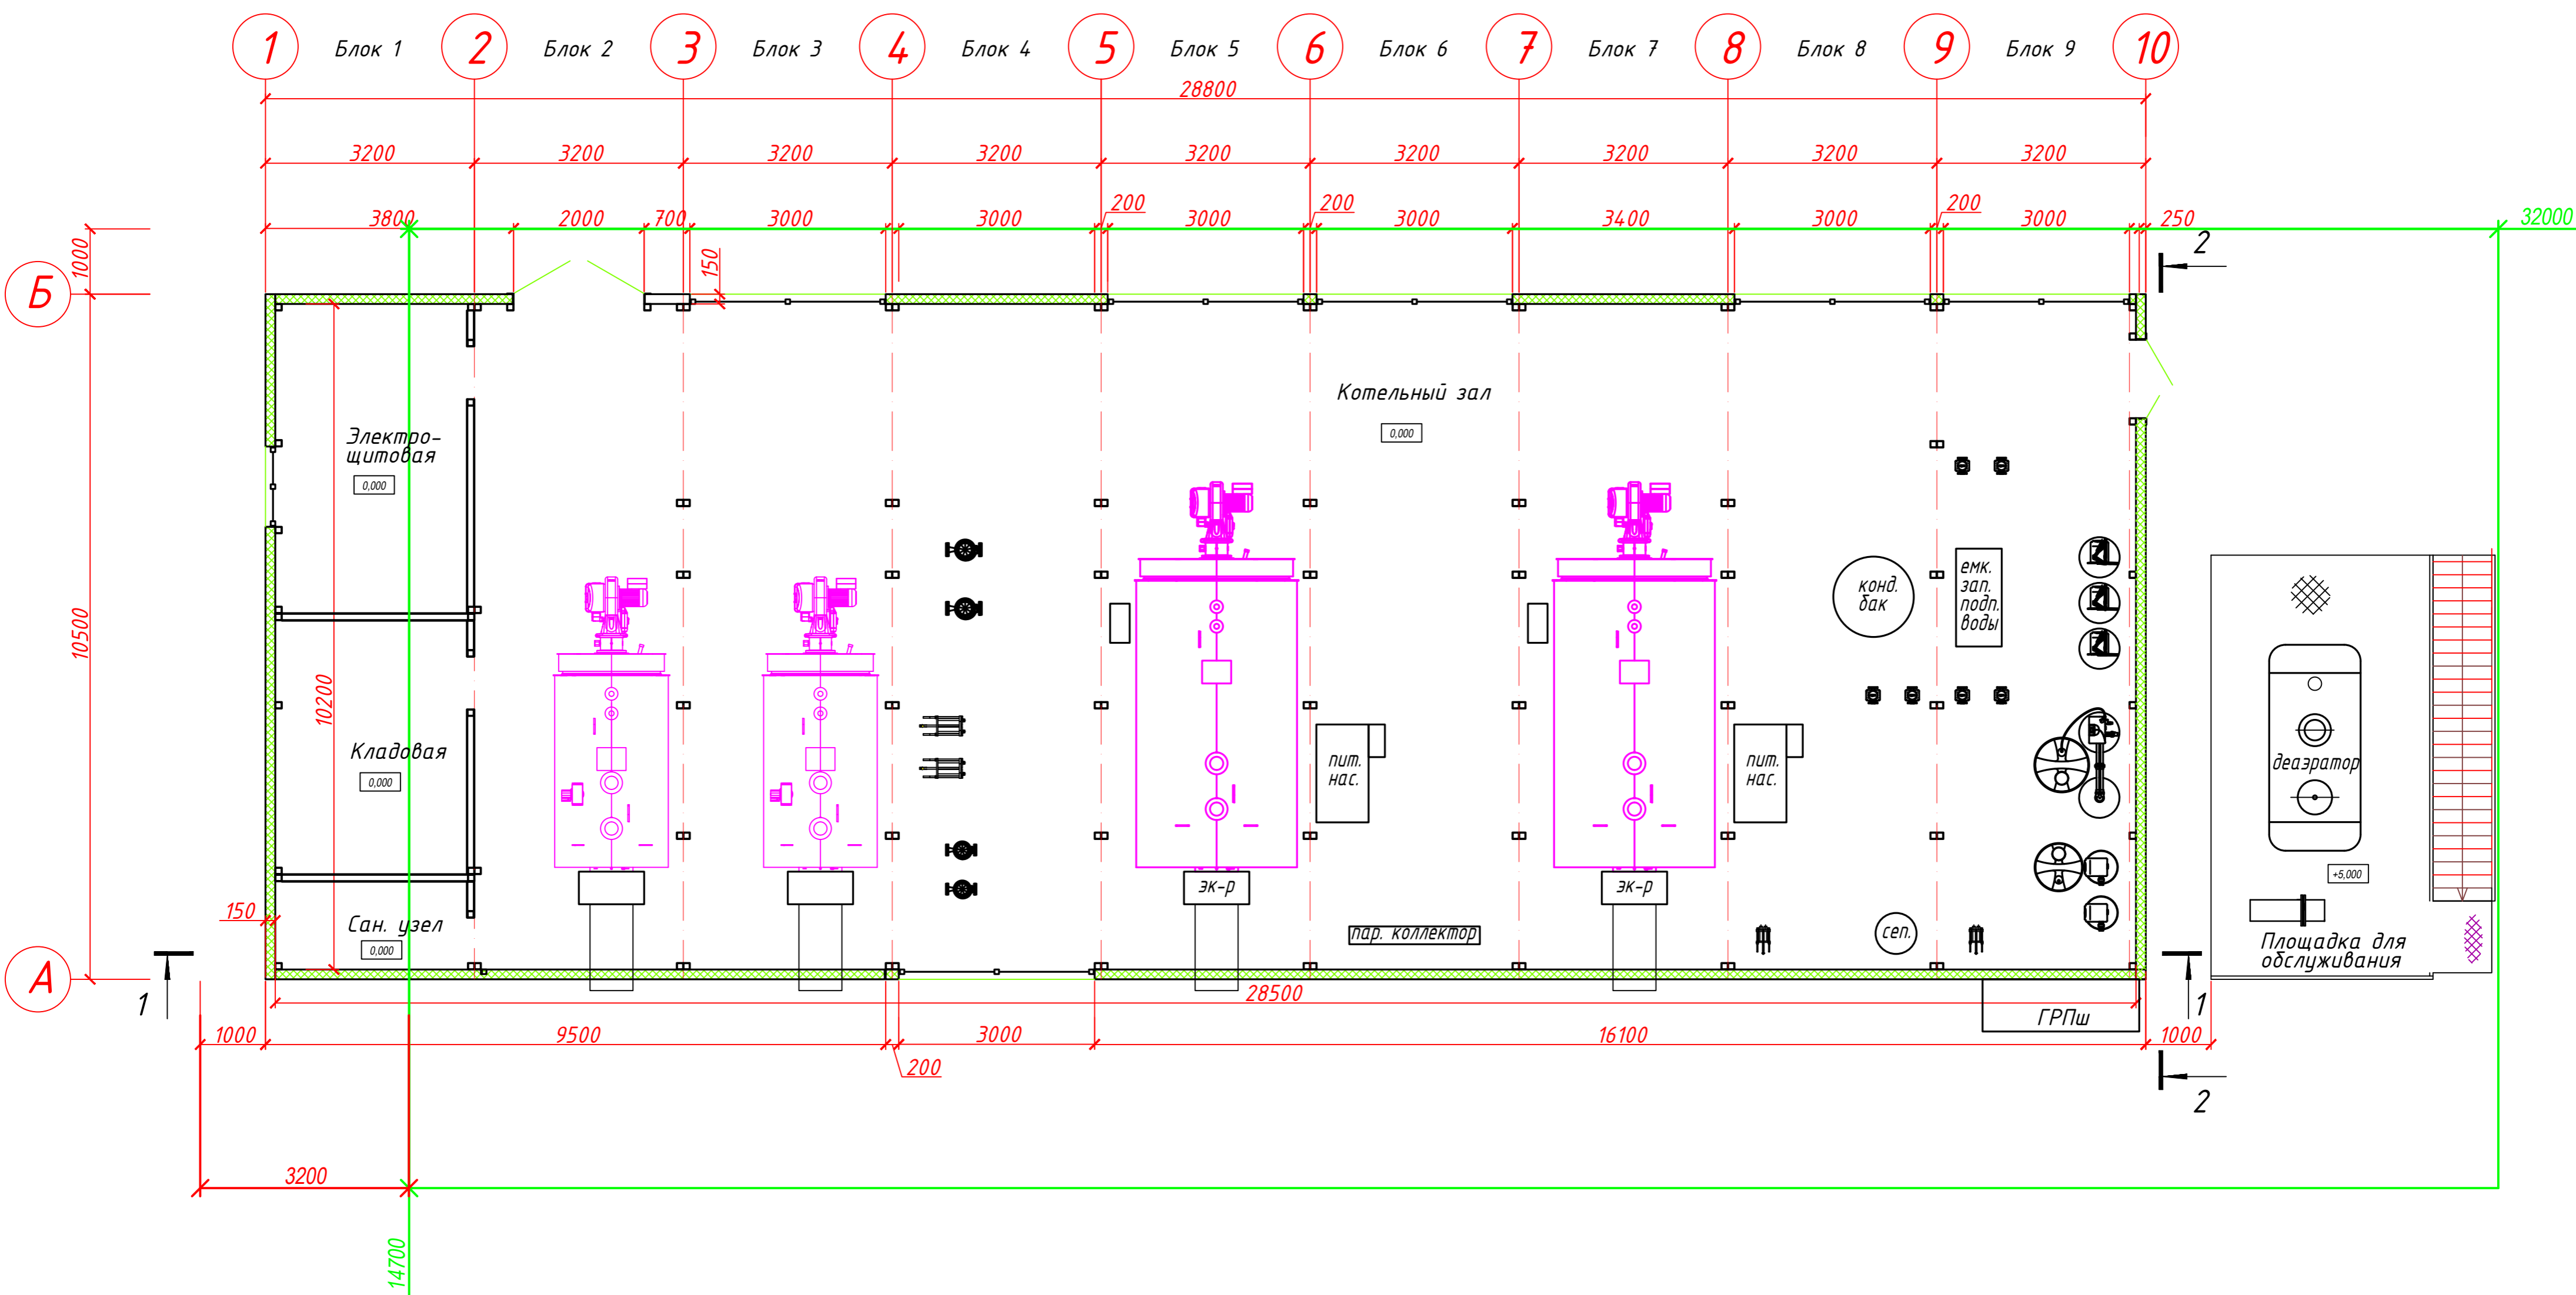 1 Блок 1 2 Блок 2 3 Блок 3 4 Блок 4 5 Блок 5 6 Блок 6 7 Блок 7 8 Блок 8 9 Блок 9 10
28800
3200 3200 3200 3200 3200 3200 3200 3200 3200
200 200 200
3800 2000 700 3000 3000 3000 3000 3400 3000 3000 250 32000
1000
150
2
Б
Котельный зал
0,000
Электро-
щитовая
0,000
10500
10200
конд.
бак
емк.
зап.
подп.
воды
Кладовая
0,000
пит.
нас.
пит.
нас.
деаэратор
+5,000
эк-р
эк-р
150
Сан. узел
0,000
пар. коллектор
сеп.
Площадка для
обслуживания
А
1
28500
1
ГРПш
1000 9500 3000 16100 1000
200
2
3200
14700